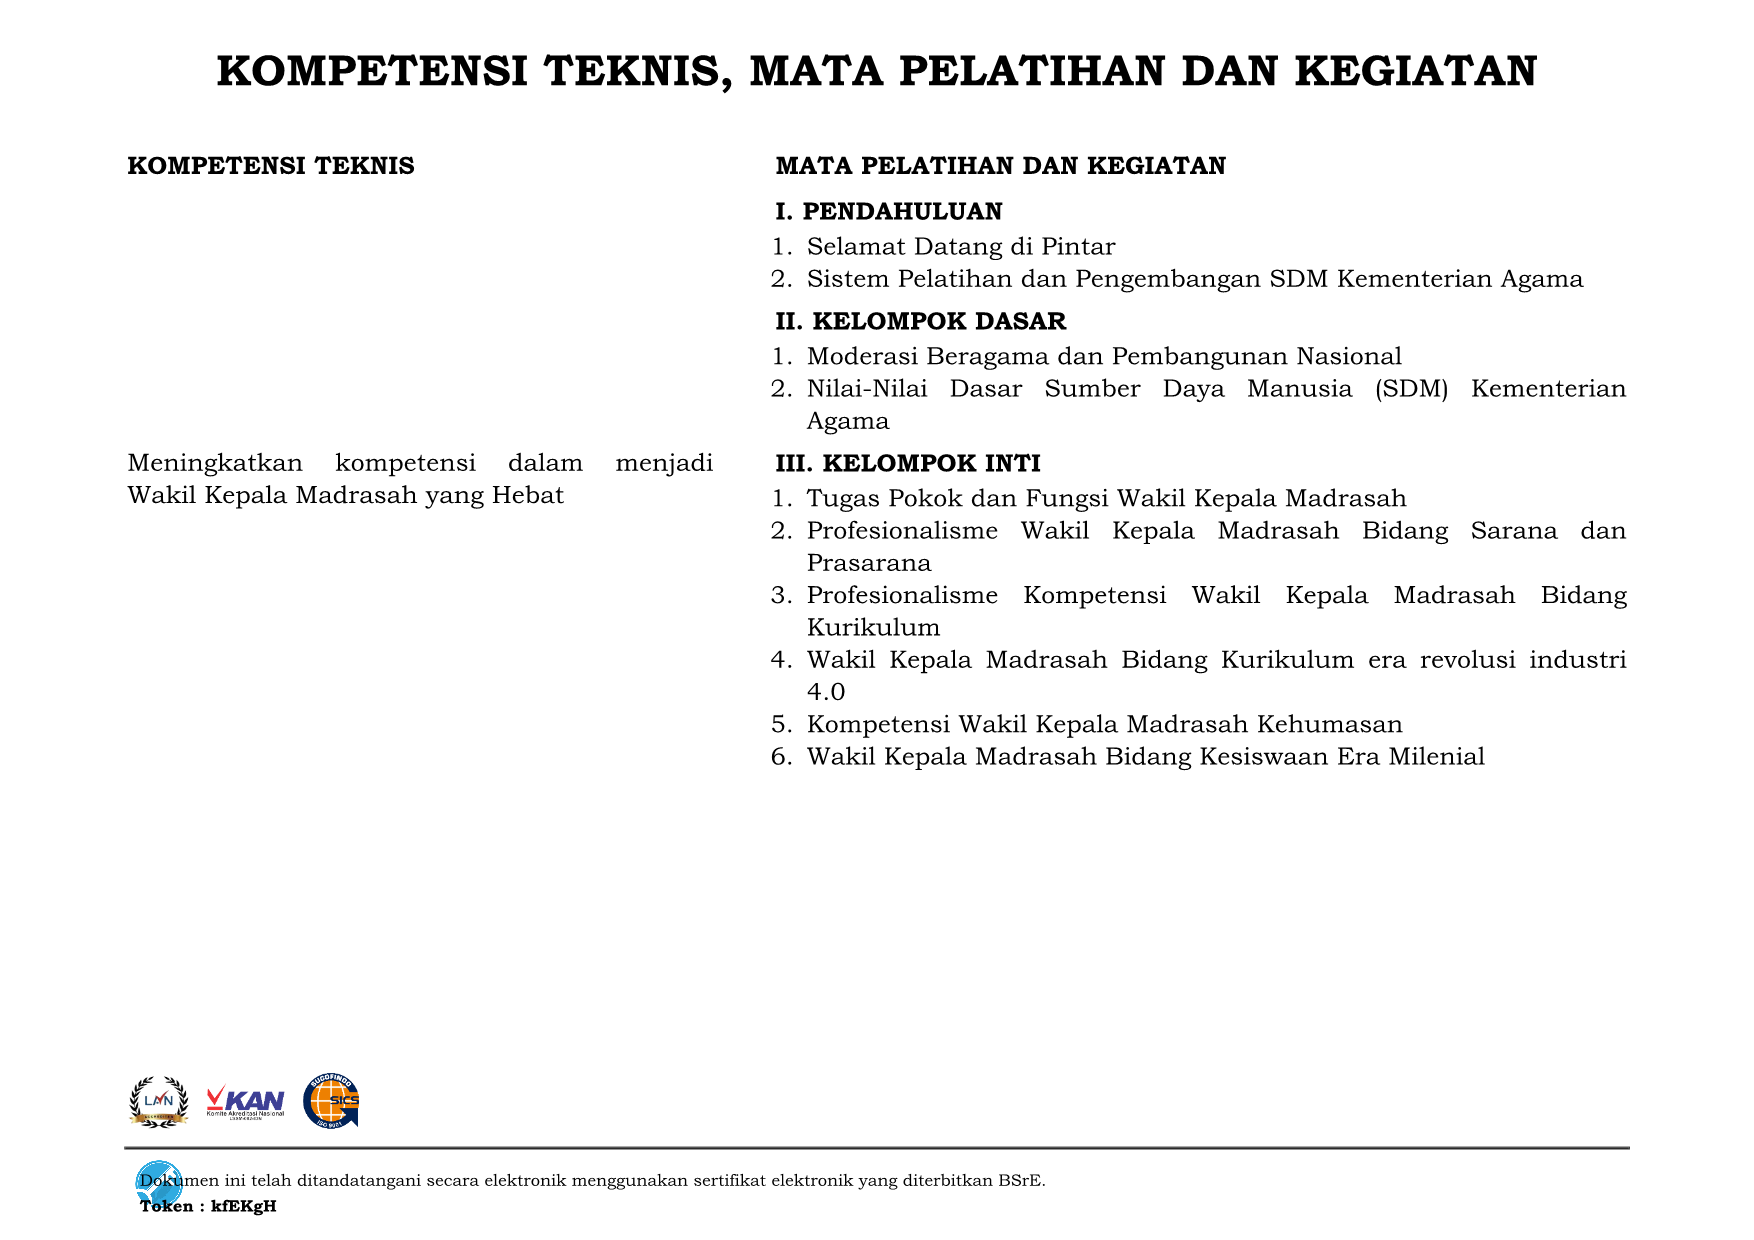 KOMPETENSI TEKNIS, MATA PELATIHAN DAN KEGIATAN
KOMPETENSI TEKNIS
Meningkatkan kompetensi dalam menjadi
Wakil Kepala Madrasah yang Hebat
MATA PELATIHAN DAN KEGIATAN
I. PENDAHULUAN
1. Selamat Datang di Pintar
2. Sistem Pelatihan dan Pengembangan SDM Kementerian Agama
II. KELOMPOK DASAR
1. Moderasi Beragama dan Pembangunan Nasional
2. Nilai-Nilai Dasar Sumber Daya Manusia (SDM) Kementerian
Agama
III. KELOMPOK INTI
1. Tugas Pokok dan Fungsi Wakil Kepala Madrasah
2. Profesionalisme Wakil Kepala Madrasah Bidang Sarana dan
Prasarana
3. Profesionalisme Kompetensi Wakil Kepala Madrasah Bidang
Kurikulum
4. Wakil Kepala Madrasah Bidang Kurikulum era revolusi industri
4.0
5. Kompetensi Wakil Kepala Madrasah Kehumasan
6. Wakil Kepala Madrasah Bidang Kesiswaan Era Milenial
LAN
KAN
Komite Akreditasi Nasional
SUCOFINDO
SICS
ISO 9001
Dokumen ini telah ditandatangani secara elektronik menggunakan sertifikat elektronik yang diterbitkan BSrE.
Token : kfEKgH